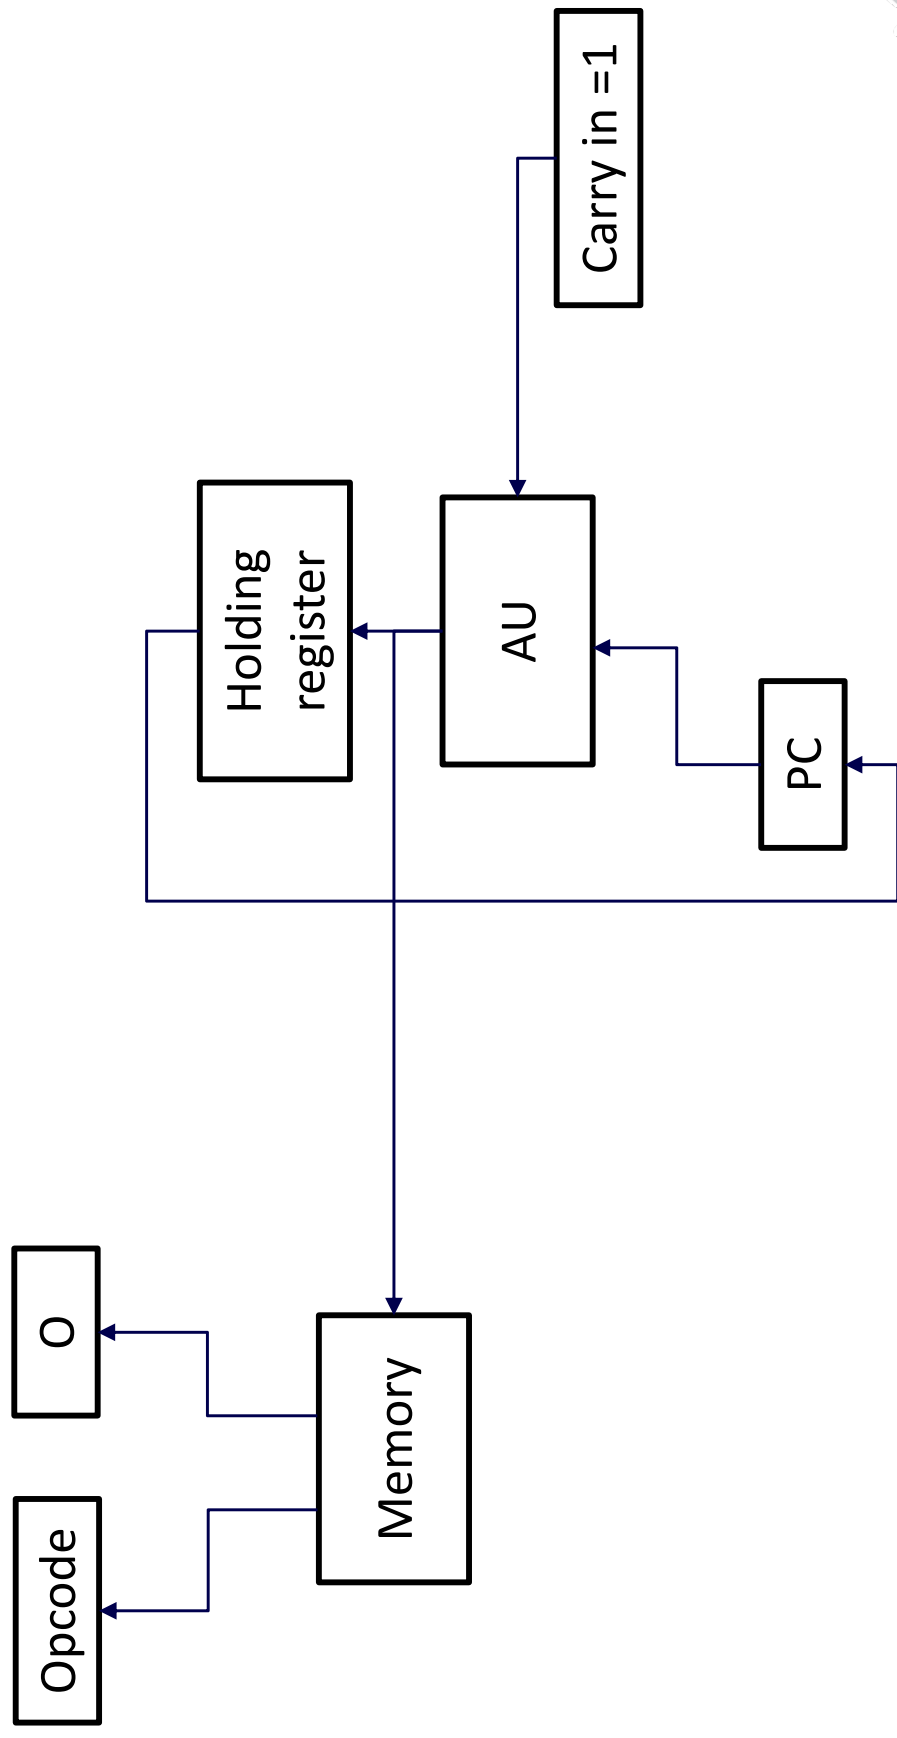 Opcode
O
Memory
Holding
register
AU
PC
Carry in =1